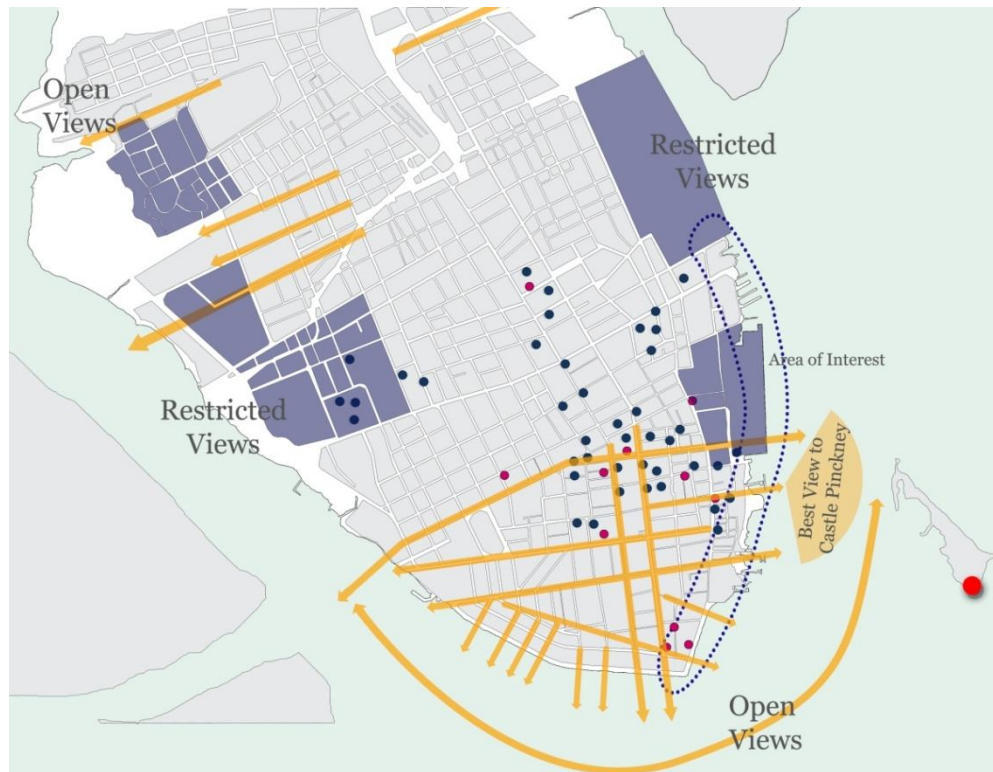 Open
Views
Restricted
Views
Area of Interest
Restricted
Views
Best View to
Castle Pinckney
Open
Views